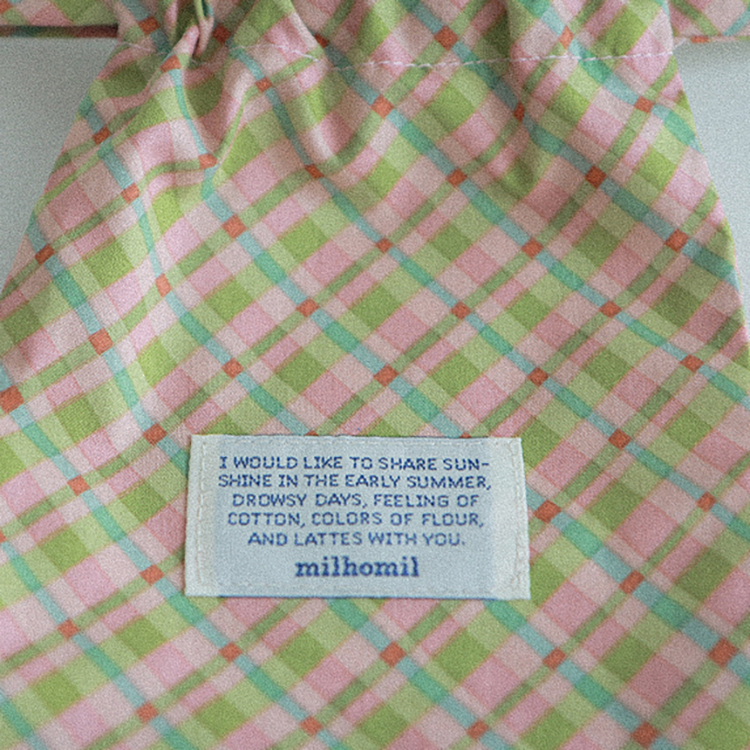 I WOULD LIKE TO SHARE SUN-
SHINE IN THE EARLY SUMMER,
DROWSY DAYS, FEELING OF
COTTON, COLORS OF FLOUR,
AND LATTES WITH YOU.
milhomil